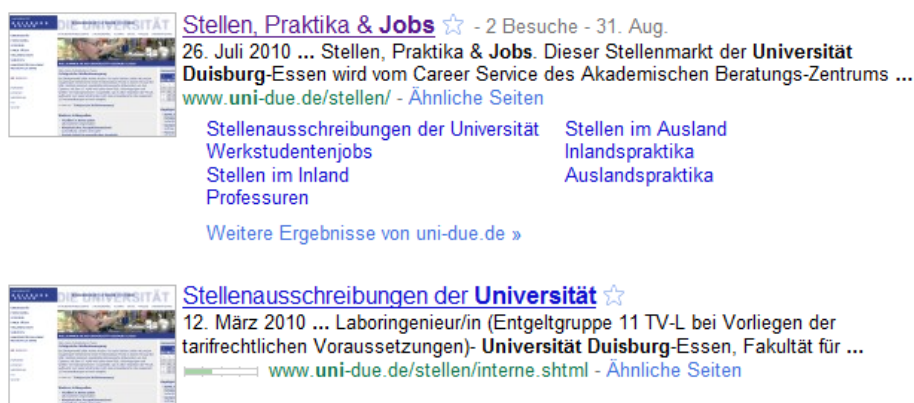 DIE UNIVERSITÄT
Stellen, Praktika & Jobs - 2 Besuche - 31. Aug.
26. Juli 2010 ... Stellen, Praktika & Jobs. Dieser Stellenmarkt der Universität
Duisburg-Essen wird vom Career Service des Akademischen Beratungs-Zentrums ...
www.uni-due.de/stellen/ - Ähnliche Seiten
Stellenausschreibungen der Universität Stellen im Ausland
Werkstudentenjobs Inlandspraktika
Stellen im Inland Auslandspraktika
Professuren
Weitere Ergebnisse von uni-due.de »
DIE UNIVERSITÄT
Stellenausschreibungen der Universität
12. März 2010 ... Laboringenieur/in (Entgeltgruppe 11 TV-L bei Vorliegen der
tarifrechtlichen Voraussetzungen)- Universität Duisburg-Essen, Fakultät für ...
www.uni-due.de/stellen/interne.shtml - Ähnliche Seiten